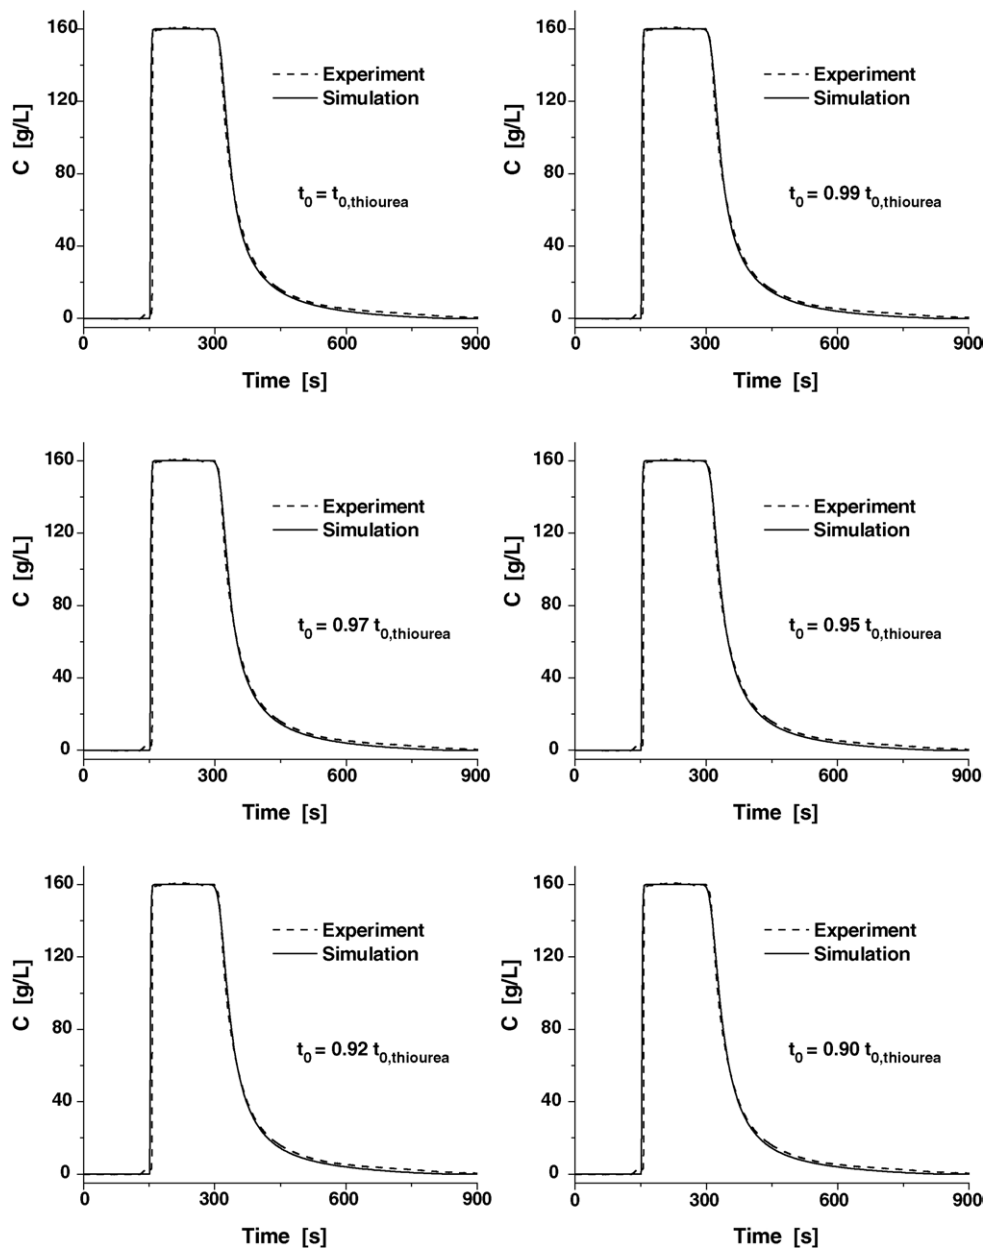 160
120
80
40
0
C [g/L]
Experiment
Simulation
t0 = t0,thiourea
0 300 600 900
Time [s]
160
120
80
40
0
C [g/L]
Experiment
Simulation
t0 = 0.99 t0,thiourea
0 300 600 900
Time [s]
160
120
80
40
0
C [g/L]
Experiment
Simulation
t0 = 0.97 t0,thiourea
0 300 600 900
Time [s]
160
120
80
40
0
C [g/L]
Experiment
Simulation
t0 = 0.95 t0,thiourea
0 300 600 900
Time [s]
160
120
80
40
0
C [g/L]
Experiment
Simulation
t0 = 0.92 t0,thiourea
0 300 600 900
Time [s]
160
120
80
40
0
C [g/L]
Experiment
Simulation
t0 = 0.90 t0,thiourea
0 300 600 900
Time [s]